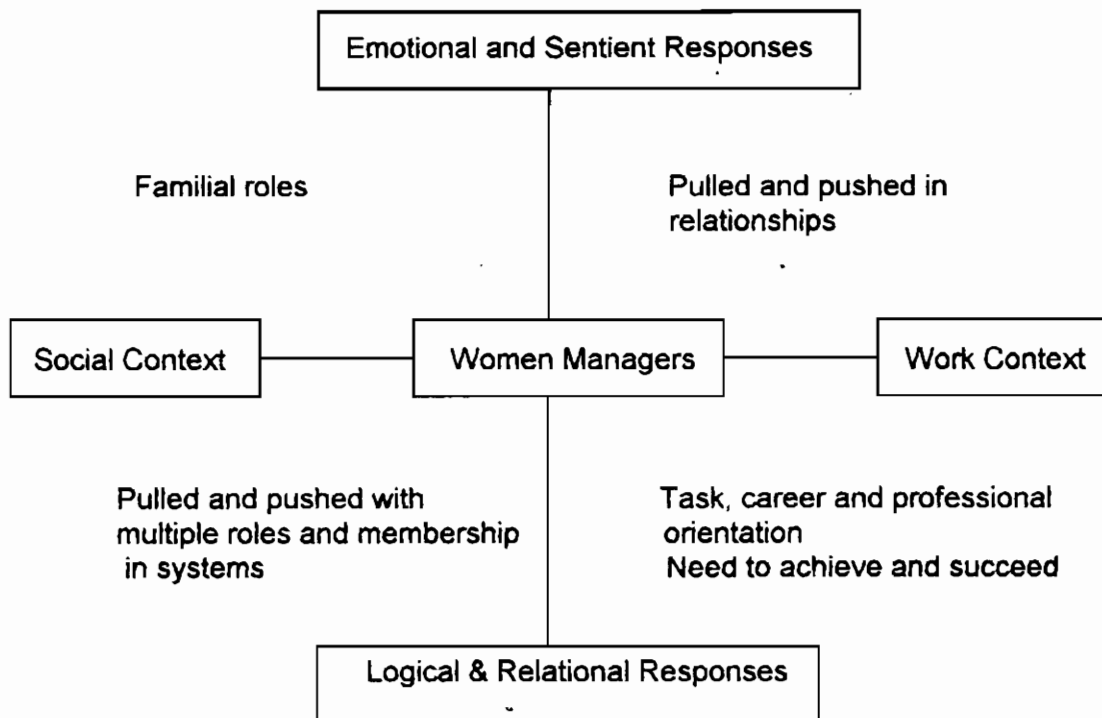 Emotional and Sentient Responses
Familial roles
Pulled and pushed in
relationships
Social Context
Women Managers
Work Context
Pulled and pushed with
multiple roles and membership
in systems
Task, career and professional
orientation
Need to achieve and succeed
Logical & Relational Responses